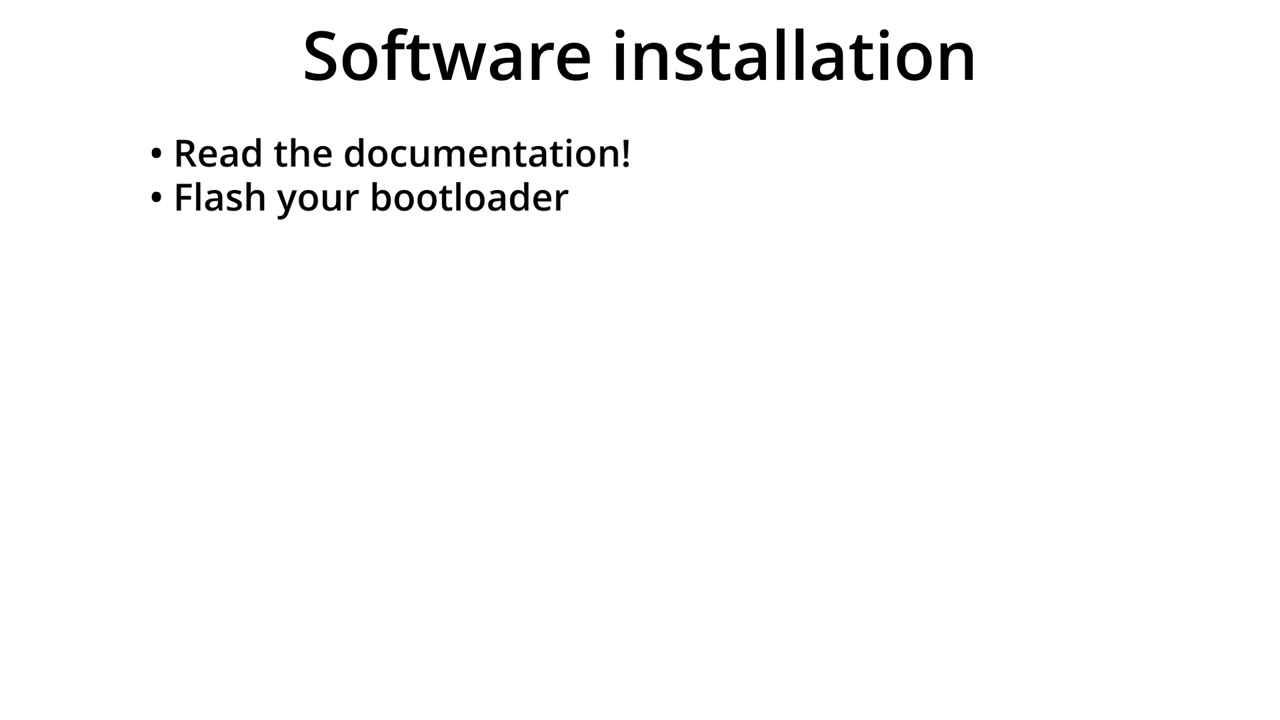 Software installation
• Read the documentation!
• Flash your bootloader